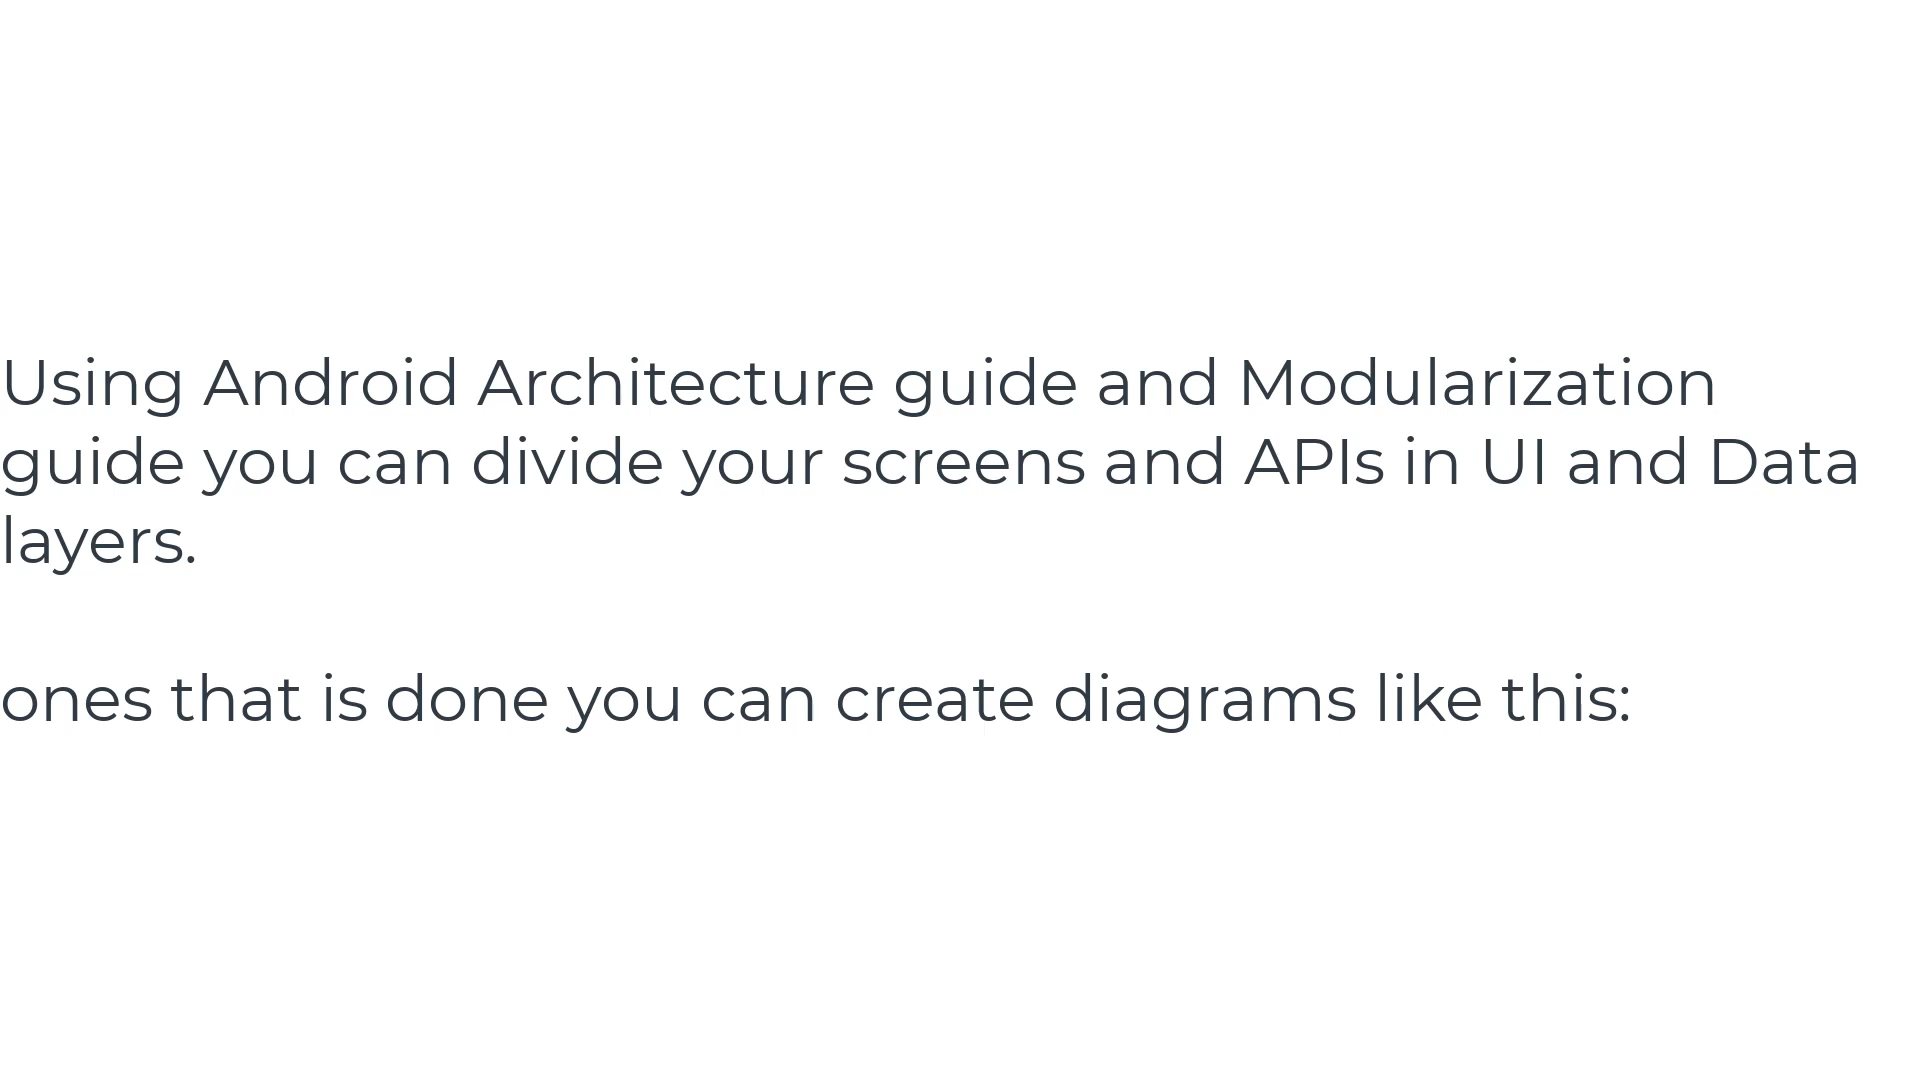 Using Android Architecture guide and Modularization
guide you can divide your screens and APIs in UI and Data
layers.
ones that is done you can create diagrams like this: